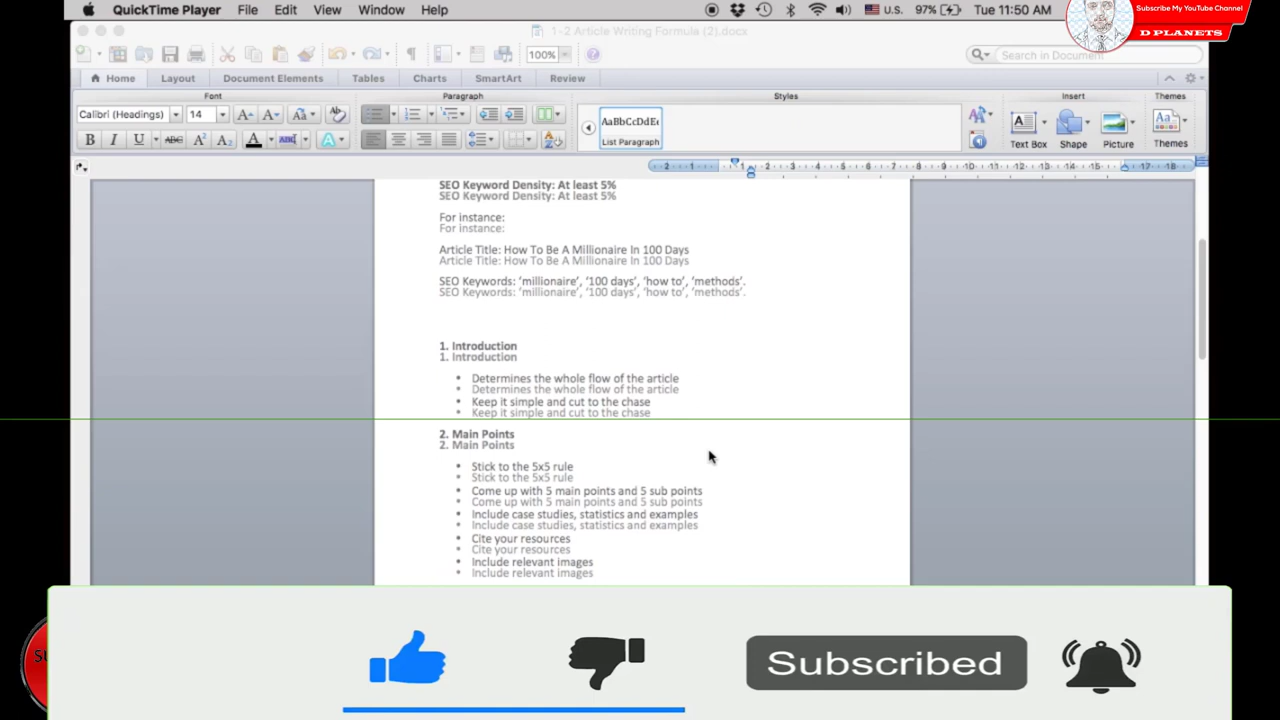 QuickTime Player File Edit View Window Help U.S. 97% Tue 11:50 AM
Subscribe My YouTube Channel
D PLANETS
1-2 Article Writing Formula (2).docx
100% Search in Document
Home Layout Document Elements Tables Charts SmartArt Review
Font Paragraph Styles Insert Themes
Calibri (Headings) 14 AaBbCcDdEe
List Paragraph Text Box Shape Picture Themes
SEO Keyword Density: At least 5%
SEO Keyword Density: At least 5%
For instance:
For instance:
Article Title: How To Be A Millionaire In 100 Days
Article Title: How To Be A Millionaire In 100 Days
SEO Keywords: ‘millionaire’, ‘100 days’, ‘how to’, ‘methods’.
SEO Keywords: ‘millionaire’, ‘100 days’, ‘how to’, ‘methods’.
1. Introduction
1. Introduction
• Determines the whole flow of the article
• Determines the whole flow of the article
• Keep it simple and cut to the chase
• Keep it simple and cut to the chase
2. Main Points
2. Main Points
• Stick to the 5x5 rule
• Stick to the 5x5 rule
• Come up with 5 main points and 5 sub points
• Come up with 5 main points and 5 sub points
• Include case studies, statistics and examples
• Include case studies, statistics and examples
• Cite your resources
• Cite your resources
• Include relevant images
• Include relevant images
Subscribed